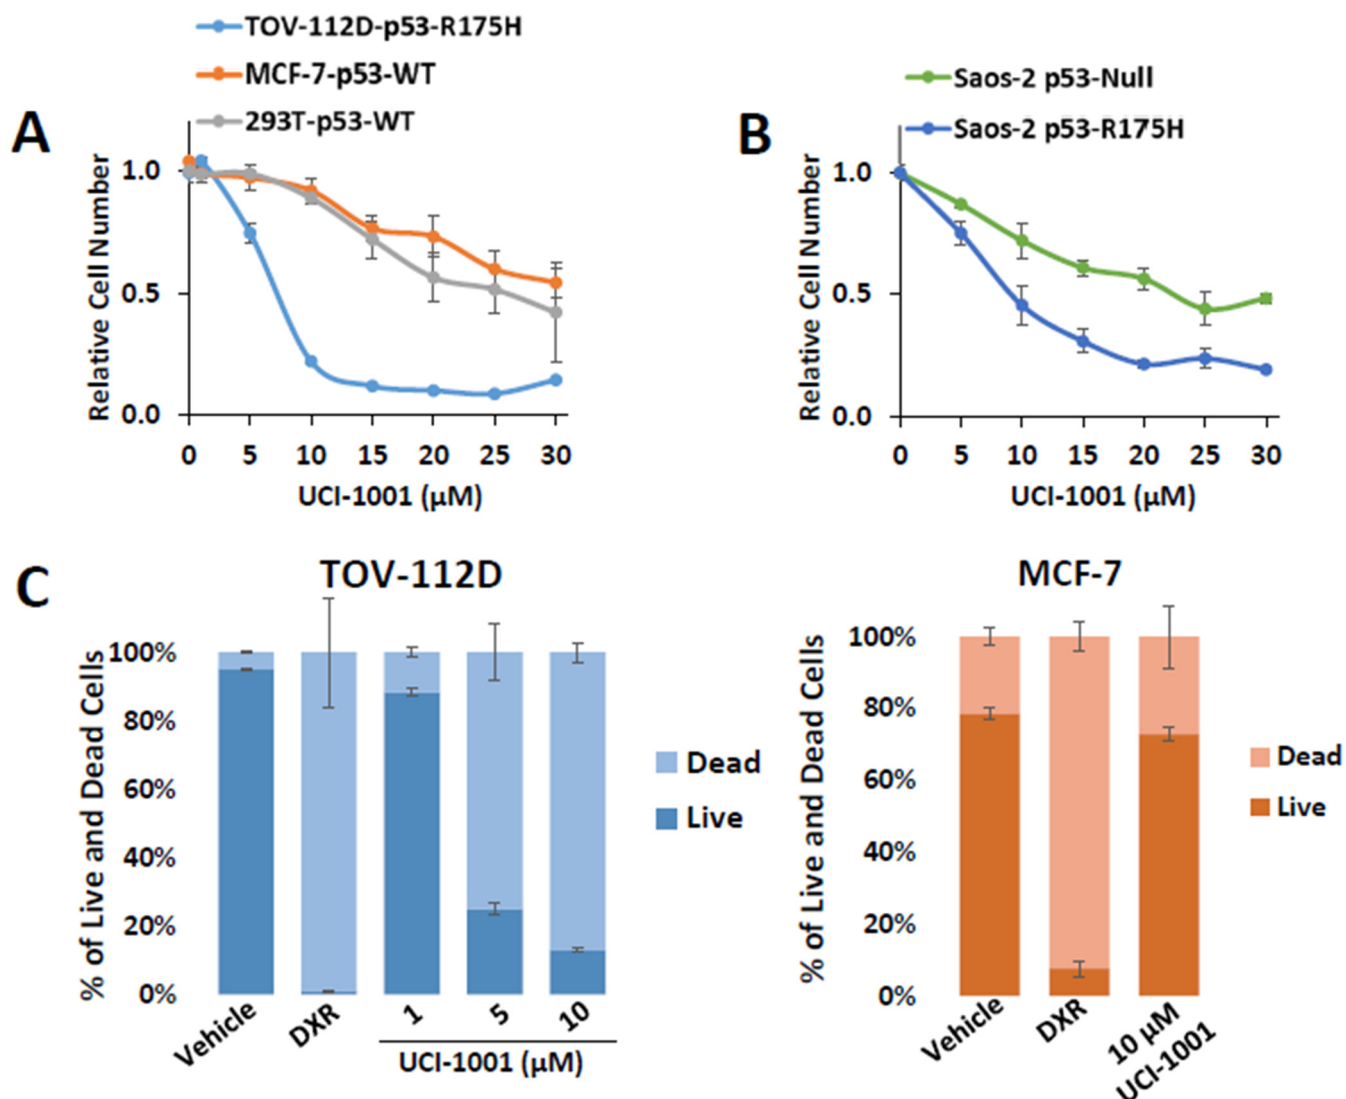 TOV-112D-p53-R175H
MCF-7-p53-WT
293T-p53-WT
A
Relative Cell Number
1.0
0.5
0.0
0 5 10 15 20 25 30
UCI-1001 (µM)
Saos-2 p53-Null
Saos-2 p53-R175H
B
Relative Cell Number
1.0
0.5
0.0
0 5 10 15 20 25 30
UCI-1001 (µM)
C
TOV-112D
% of Live and Dead Cells
100%
80%
60%
40%
20%
0%
Vehicle DXR 1 5 10
UCI-1001 (µM)
Dead
Live
MCF-7
% of Live and Dead Cells
100%
80%
60%
40%
20%
0%
Vehicle DXR 10 µM
UCI-1001
Dead
Live